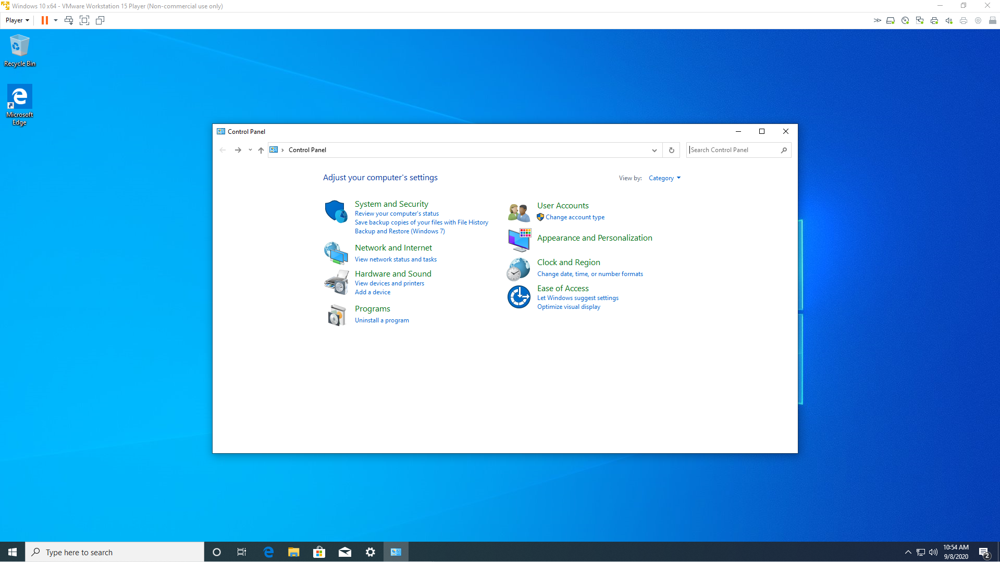 Windows 10 x64 - VMware Workstation 15 Player (Non-commercial use only)
Player
Recycle Bin
Microsoft
Edge
Control Panel
Control Panel
Search Control Panel
Adjust your computer's settings
View by: Category
System and Security
Review your computer's status
Save backup copies of your files with File History
Backup and Restore (Windows 7)
Network and Internet
View network status and tasks
Hardware and Sound
View devices and printers
Add a device
Programs
Uninstall a program
User Accounts
Change account type
Appearance and Personalization
Clock and Region
Change date, time, or number formats
Ease of Access
Let Windows suggest settings
Optimize visual display
Type here to search
10:54 AM
9/8/2020
2